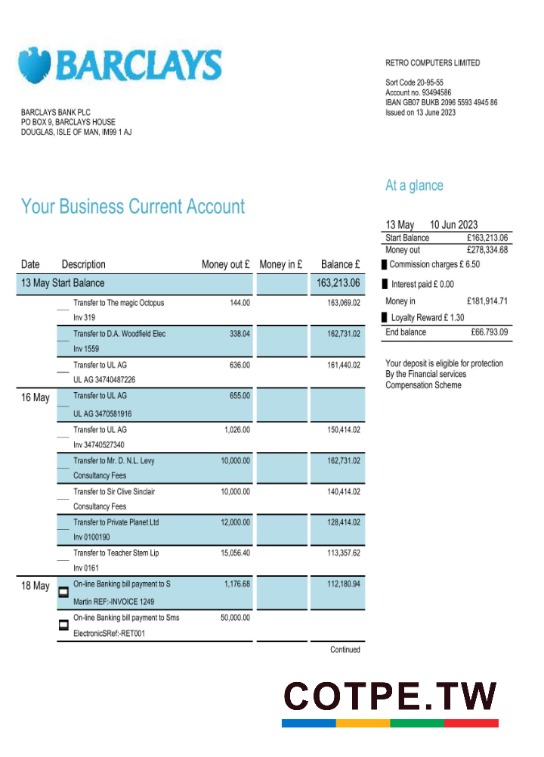 BARCLAYS
RETRO COMPUTERS LIMITED
Sort Code 20-95-55
Account no. 93494586
IBAN GB07 BUKB 2096 5593 4945 86
Issued on 13 June 2023
BARCLAYS BANK PLC
PO BOX 9, BARCLAYS HOUSE
DOUGLAS, ISLE OF MAN, IM99 1 AJ
At a glance
Your Business Current Account
13 May 10 Jun 2023
Start Balance £163,213.06
Money out £278,334.68
Commission charges £ 6.50
Interest paid £ 0.00
Money in £181,914.71
Loyalty Reward £ 1.30
End balance £66.793.09
Your deposit is eligible for protection
By the Financial services
Compensation Scheme
Date Description Money out £ Money in £ Balance £
13 May Start Balance 163,213.06
Transfer to The magic Octopus 144.00 163,069.02
Inv 319
Transfer to D.A. Woodfield Elec 338.04 162,731.02
Inv 1559
Transfer to UL AG 636.00 161,440.02
UL AG 34740487226
16 May Transfer to UL AG 655.00
UL AG 3470581916
Transfer to UL AG 1,026.00 150,414.02
Inv 34740527340
Transfer to Mr. D. N.L. Levy 10,000.00 162,731.02
Consultancy Fees
Transfer to Sir Clive Sinclair 10,000.00 140,414.02
Consultancy Fees
Transfer to Private Planet Ltd 12,000.00 128,414.02
Inv 0100190
Transfer to Teacher Stem Lip 15,056.40 113,357.62
Inv 0161
18 May On-line Banking bill payment to S 1,176.68 112,180.94
Martin REF:-INVOICE 1249
On-line Banking bill payment to Sms 50,000.00
ElectronicSRef:-RET001
Continued
COTPE.TW